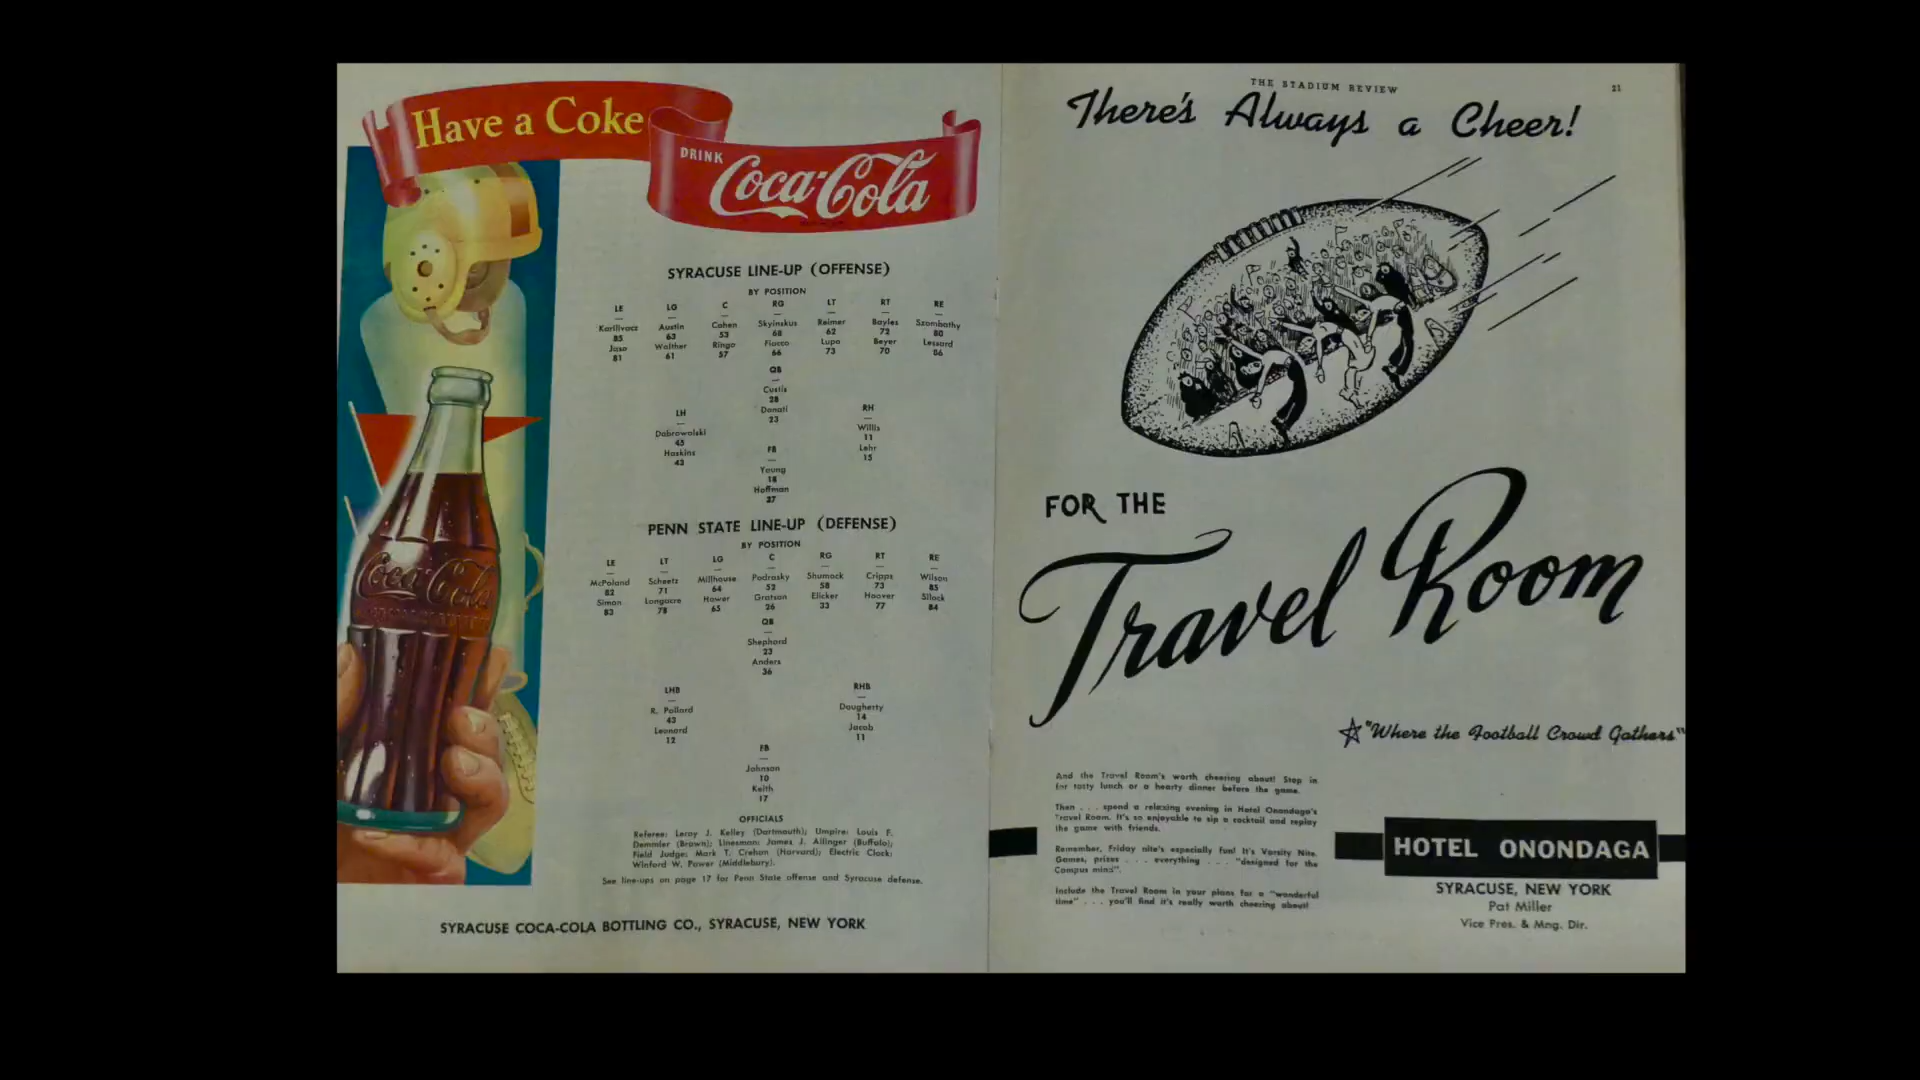 Have a Coke
DRINK
Coca-Cola
SYRACUSE LINE-UP (OFFENSE)
BY POSITION
LE LG C RG LT RT RE
Karilivacz Austin Cohen Skyinskus Reimer Bayles Szombathy
85 63 53 68 62 72 80
Jaso Walther Ringo Fiacco Lupo Beyer Lessard
81 61 57 66 73 70 86
QB
Custis
28
Donati
23
LH RH
Dabrowolski Willis
45 11
Haskins Lehr
43 15
FB
Young
18
Hoffman
27
PENN STATE LINE-UP (DEFENSE)
BY POSITION
LE LT LG C RG RT RE
McPoland Scheetz Millhouse Podrasky Shumock Cripps Wilson
82 71 64 52 58 73 85
Simon Longacre Hower Gratson Elicker Hoover Silock
83 78 65 26 33 77 84
QB
Shephard
23
Anders
36
LHB RHB
R. Pollard Dougherty
43 14
Leonard Jacob
12 11
FB
Johnson
10
Keith
17
OFFICIALS
Referee: Leroy J. Kelley (Dartmouth); Umpire: Louis F.
Demmler (Brown); Linesman: James J. Ailinger (Buffalo);
Field Judge: Mark T. Crehan (Harvard); Electric Clock:
Winford W. Power (Middlebury).
See line-ups on page 17 for Penn State offense and Syracuse defense.
SYRACUSE COCA-COLA BOTTLING CO., SYRACUSE, NEW YORK
Coca-Cola
THE STADIUM REVIEW 21
There's Always a Cheer!
FOR THE
Travel Room
"Where the Football Crowd Gathers"
And the Travel Room's worth cheering about! Stop in
for tasty lunch or a hearty dinner before the game.
Then . . . spend a relaxing evening in Hotel Onondaga's
Travel Room. It's so enjoyable to sip a cocktail and replay
the game with friends.
Remember, Friday nite's especially fun! It's Varsity Nite.
Games, prizes . . . everything . . . "designed for the
Campus mind".
Include the Travel Room in your plans for a "wonderful
time" . . . you'll find it's really worth cheering about!
HOTEL ONONDAGA
SYRACUSE, NEW YORK
Pat Miller
Vice Pres. & Mng. Dir.